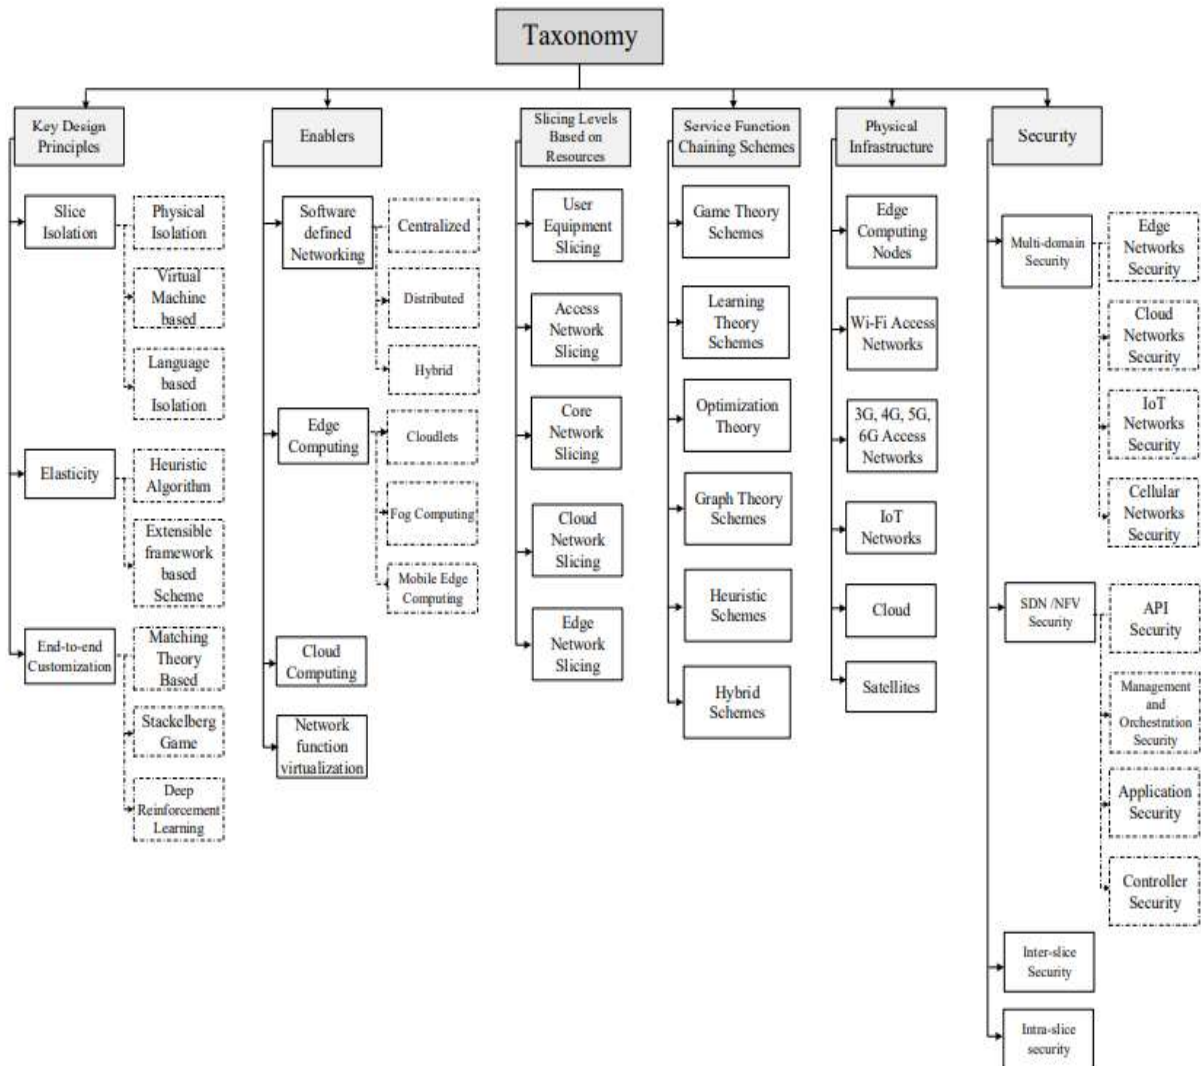 Taxonomy
Key Design
Principles
Slice
Isolation
Physical
Isolation
Virtual
Machine
based
Language
based
Isolation
Elasticity
Heuristic
Algorithm
Extensible
framework
based
Scheme
End-to-end
Customization
Matching
Theory
Based
Stackelberg
Game
Deep
Reinforcement
Learning
Enablers
Software
defined
Networking
Centralized
Distributed
Hybrid
Edge
Computing
Cloudlets
Fog Computing
Mobile Edge
Computing
Cloud
Computing
Network
function
virtualization
Slicing Levels
Based on
Resources
User
Equipment
Slicing
Access
Network
Slicing
Core
Network
Slicing
Cloud
Network
Slicing
Edge
Network
Slicing
Service Function
Chaining Schemes
Game Theory
Schemes
Learning
Theory
Schemes
Optimization
Theory
Graph Theory
Schemes
Heuristic
Schemes
Hybrid
Schemes
Physical
Infrastructure
Edge
Computing
Nodes
Wi-Fi Access
Networks
3G, 4G, 5G,
6G Access
Networks
IoT
Networks
Cloud
Satellites
Security
Multi-domain
Security
Edge
Networks
Security
Cloud
Networks
Security
IoT
Networks
Security
Cellular
Networks
Security
SDN /NFV
Security
API
Security
Management
and
Orchestration
Security
Application
Security
Controller
Security
Inter-slice
Security
Intra-slice
security